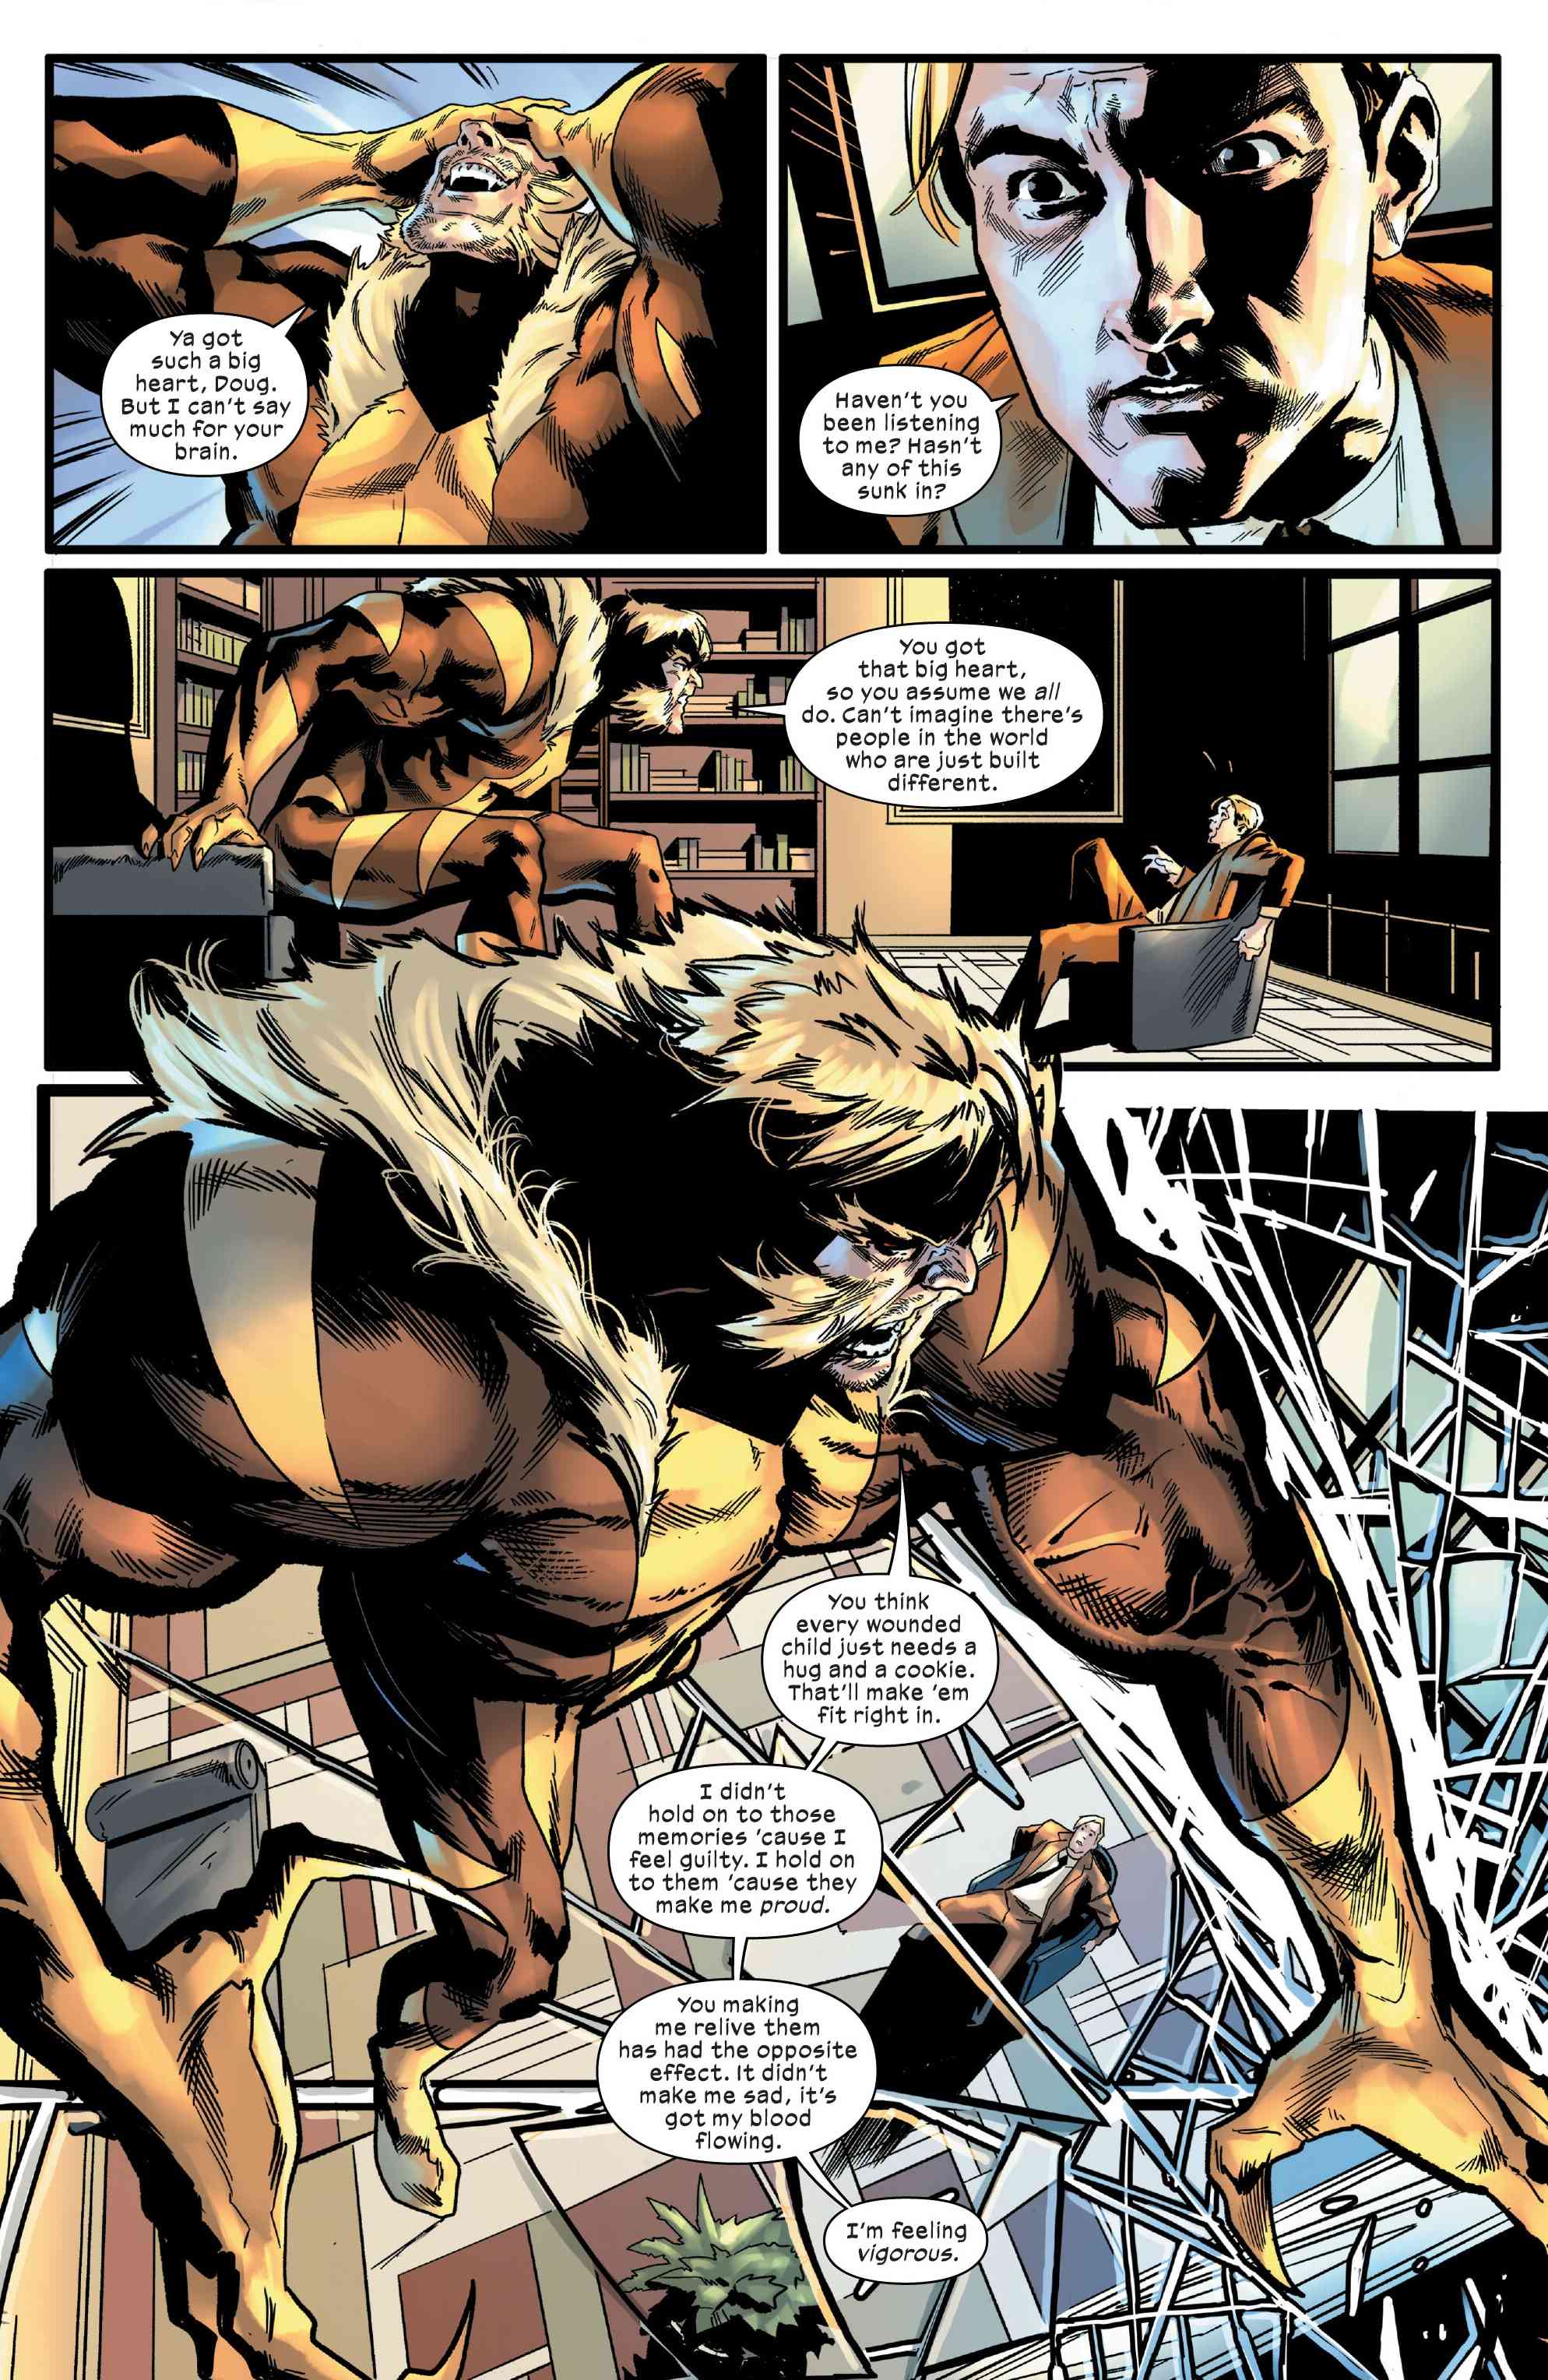 Ya got
such a big
heart, Doug.
But I can't say
much for your
brain.
Haven't you
been listening
to me? Hasn't
any of this
sunk in?
You got
that big heart,
so you assume we all
do. Can't imagine there's
people in the world
who are just built
different.
You think
every wounded
child just needs a
hug and a cookie.
That'll make 'em
fit right in.
I didn't
hold on to those
memories 'cause I
feel guilty. I hold on
to them 'cause they
make me proud.
You making
me relive them
has had the opposite
effect. It didn't
make me sad, it's
got my blood
flowing.
I'm feeling
vigorous.